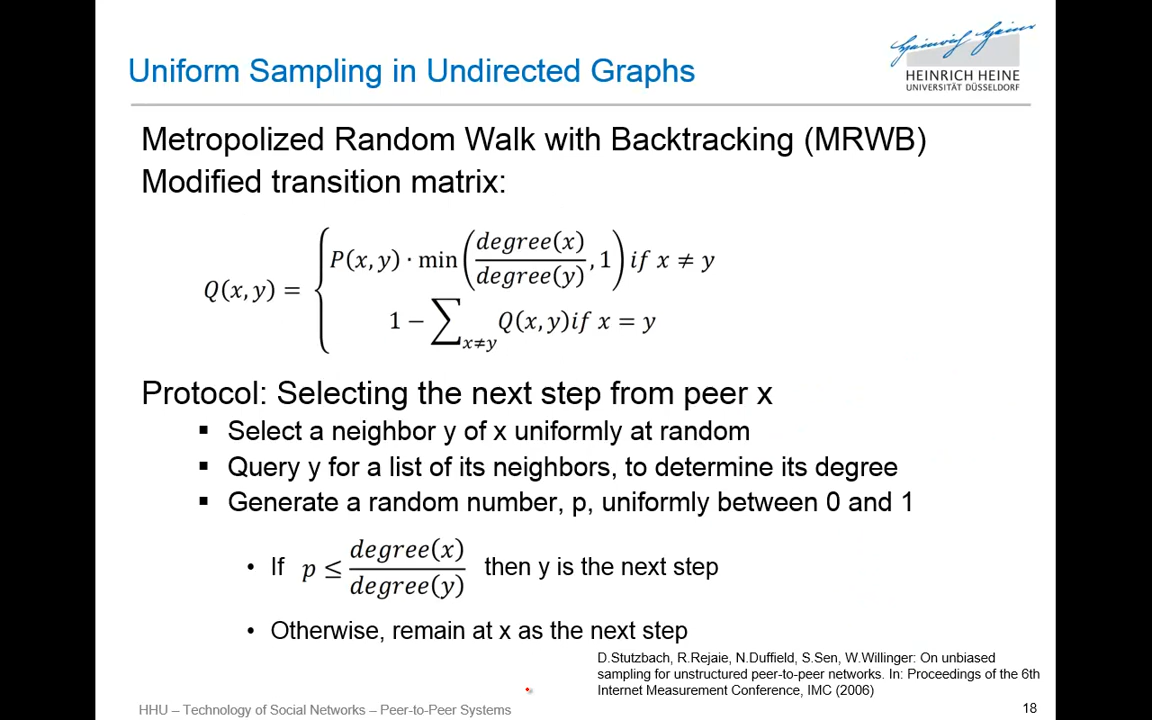 Uniform Sampling in Undirected Graphs
Heinrich Heine
HEINRICH HEINE
UNIVERSITÄT DÜSSELDORF
Metropolized Random Walk with Backtracking (MRWB)
Modified transition matrix:
Q(x, y) = { P(x, y) · min (degree(x) / degree(y), 1) if x ≠ y
1 − ∑_{x≠y} Q(x, y) if x = y
Protocol: Selecting the next step from peer x
▪ Select a neighbor y of x uniformly at random
▪ Query y for a list of its neighbors, to determine its degree
▪ Generate a random number, p, uniformly between 0 and 1
• If p ≤ degree(x) / degree(y) then y is the next step
• Otherwise, remain at x as the next step
D.Stutzbach, R.Rejaie, N.Duffield, S.Sen, W.Willinger: On unbiased
sampling for unstructured peer-to-peer networks. In: Proceedings of the 6th
Internet Measurement Conference, IMC (2006)
HHU – Technology of Social Networks – Peer-to-Peer Systems
18